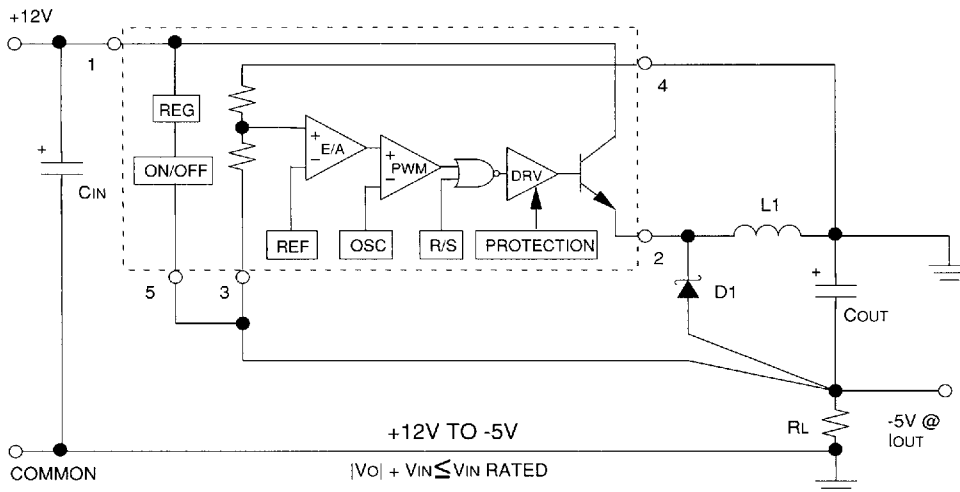 +12V
1
4
REG
+
E/A
−
+
PWM
−
DRV
+
CIN
ON/OFF
REF
OSC
R/S
PROTECTION
2
L1
5
3
D1
+
COUT
+12V TO -5V
RL
-5V @
IOUT
COMMON
|VO| + VIN ≤ VIN RATED